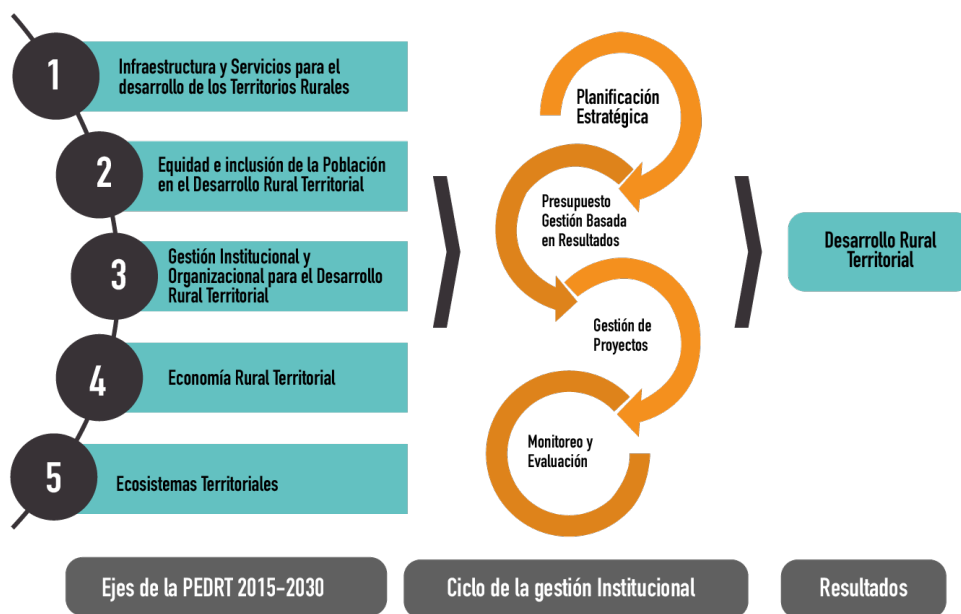 1
Infraestructura y Servicios para el
desarrollo de los Territorios Rurales
2
Equidad e inclusión de la Población
en el Desarrollo Rural Territorial
3
Gestión Institucional y
Organizacional para el Desarrollo
Rural Territorial
4
Economía Rural Territorial
5
Ecosistemas Territoriales
Planificación
Estratégica
Presupuesto
Gestión Basada
en Resultados
Gestión de
Proyectos
Monitoreo y
Evaluación
Desarrollo Rural
Territorial
Ejes de la PEDRT 2015-2030
Ciclo de la gestión Institucional
Resultados